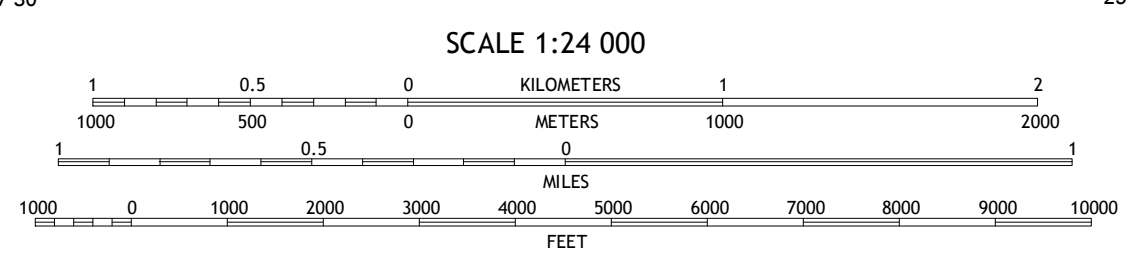 SCALE 1:24 000
1 0.5 0 KILOMETERS 1 2
1000 500 0 METERS 1000 2000
1 0.5 0 1
MILES
1000 0 1000 2000 3000 4000 5000 6000 7000 8000 9000 10000
FEET